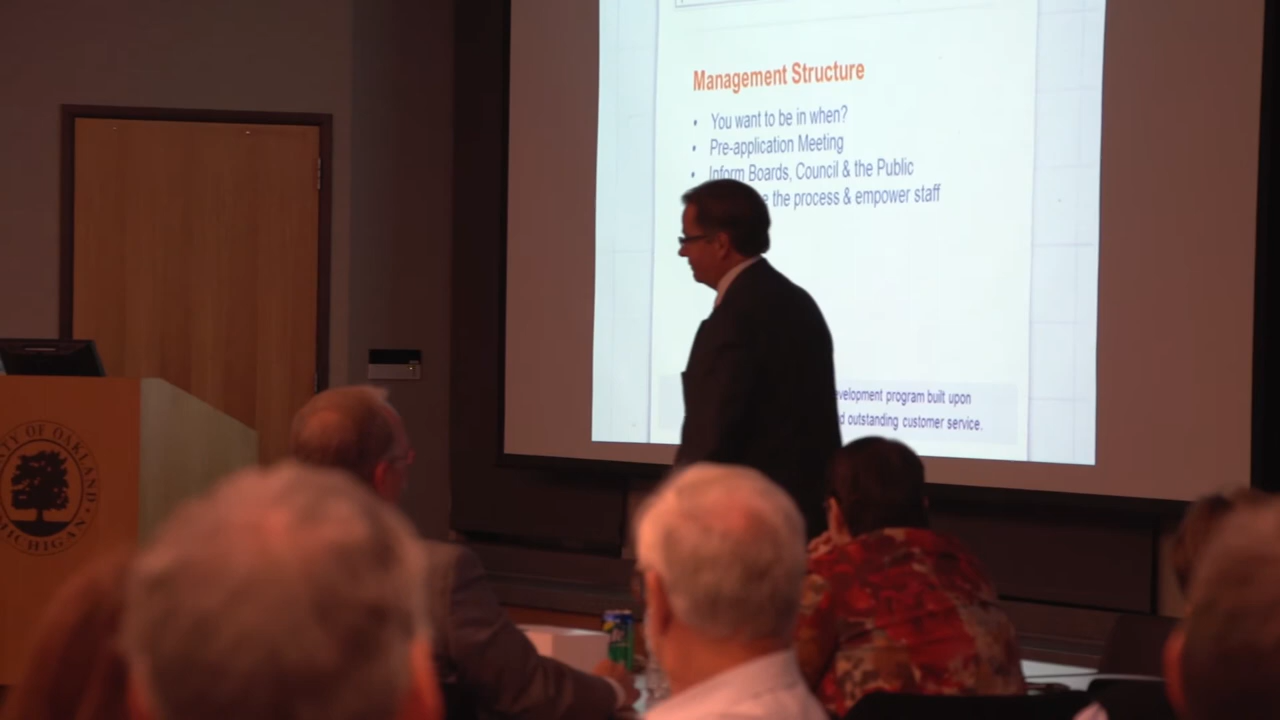 Management Structure
• You want to be in when?
• Pre-application Meeting
• Inform Boards, Council & the Public
the process & empower staff
program built upon
outstanding customer service.
OF OAKLAND
MICHIGAN